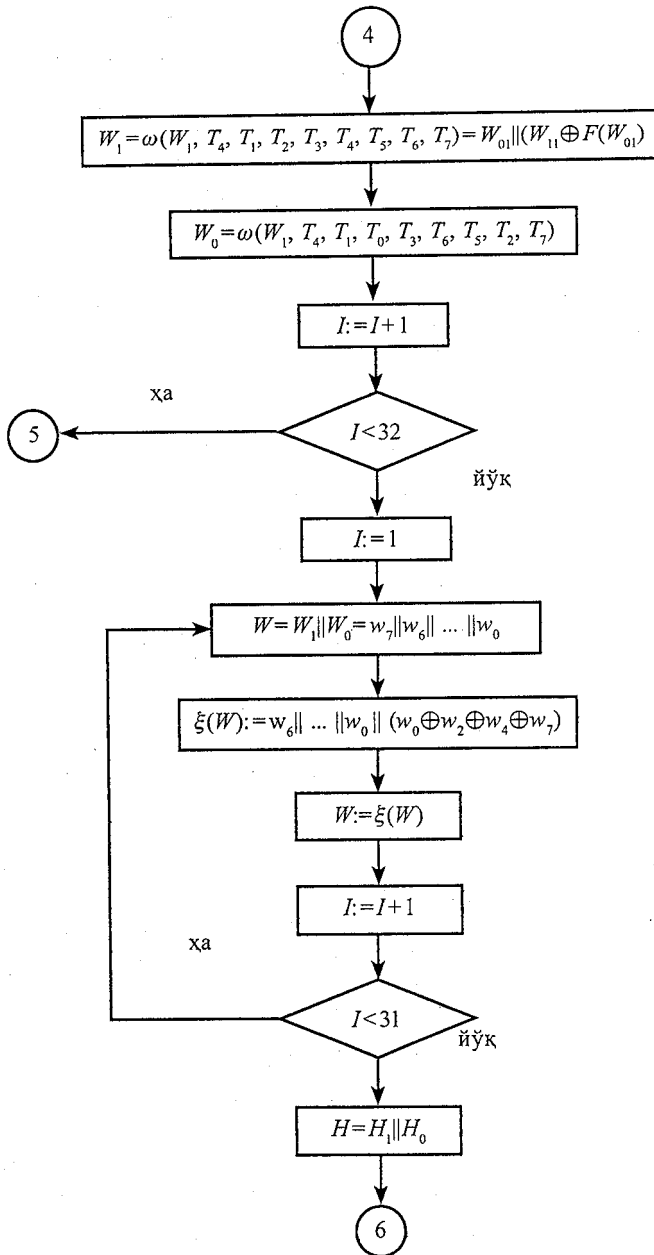 4
W₁=ω(W₁, T₄, T₁, T₂, T₃, T₄, T₅, T₆, T₇)=W₀₁||(W₁₁⊕F(W₀₁)
W₀=ω(W₁, T₄, T₁, T₀, T₃, T₆, T₅, T₂, T₇)
I:=I+1
ҳа
5
I<32
йўқ
I:=1
W=W₁||W₀=w₇||w₆|| ... ||w₀
ξ(W):=w₆|| ... ||w₀|| (w₀⊕w₂⊕w₄⊕w₇)
W:=ξ(W)
I:=I+1
ҳа
I<31
йўқ
H=H₁||H₀
6